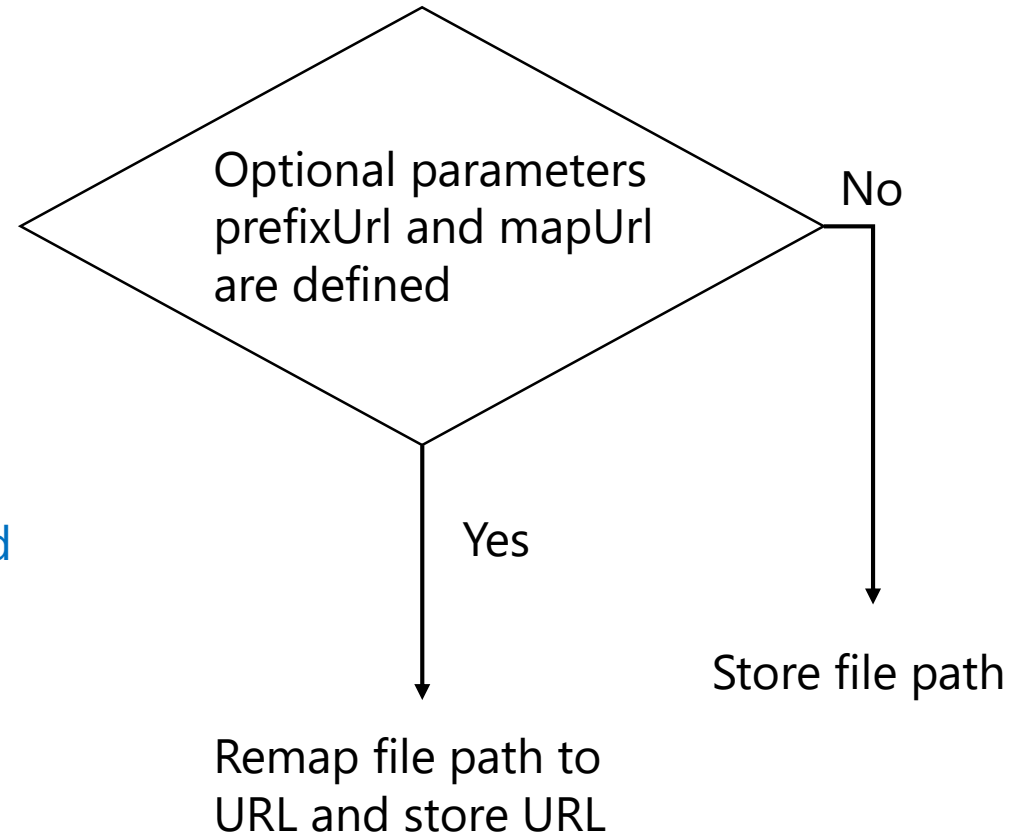 Optional parameters
prefixUrl and mapUrl
are defined
No
Yes
Store file path
Remap file path to
URL and store URL